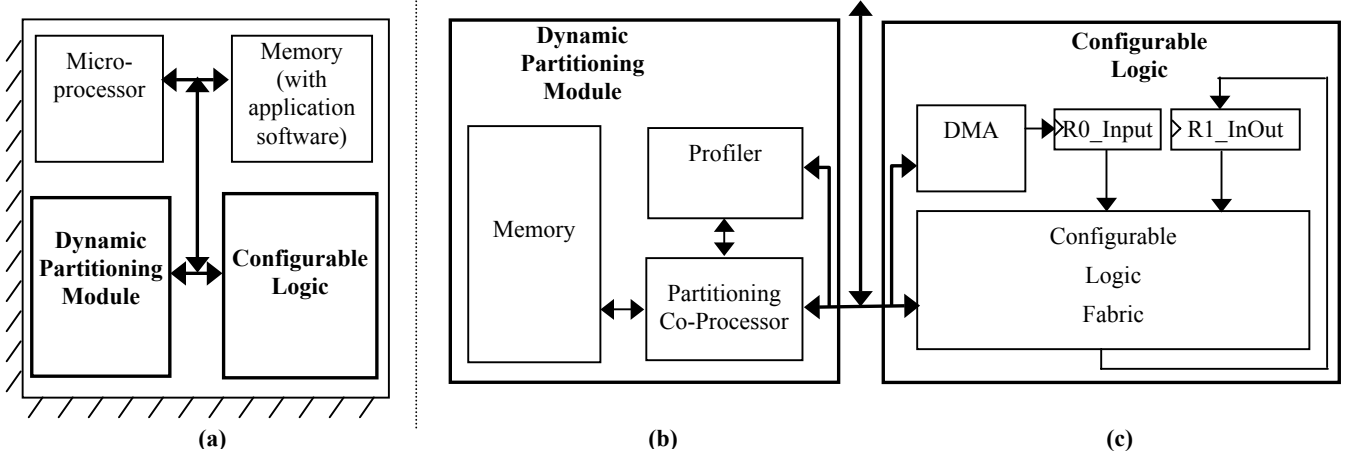 Micro-
processor
Memory
(with
application
software)
Dynamic
Partitioning
Module
Configurable
Logic
(a)
Dynamic
Partitioning
Module
Memory
Profiler
Partitioning
Co-Processor
(b)
Configurable
Logic
DMA
R0_Input
R1_InOut
Configurable
Logic
Fabric
(c)